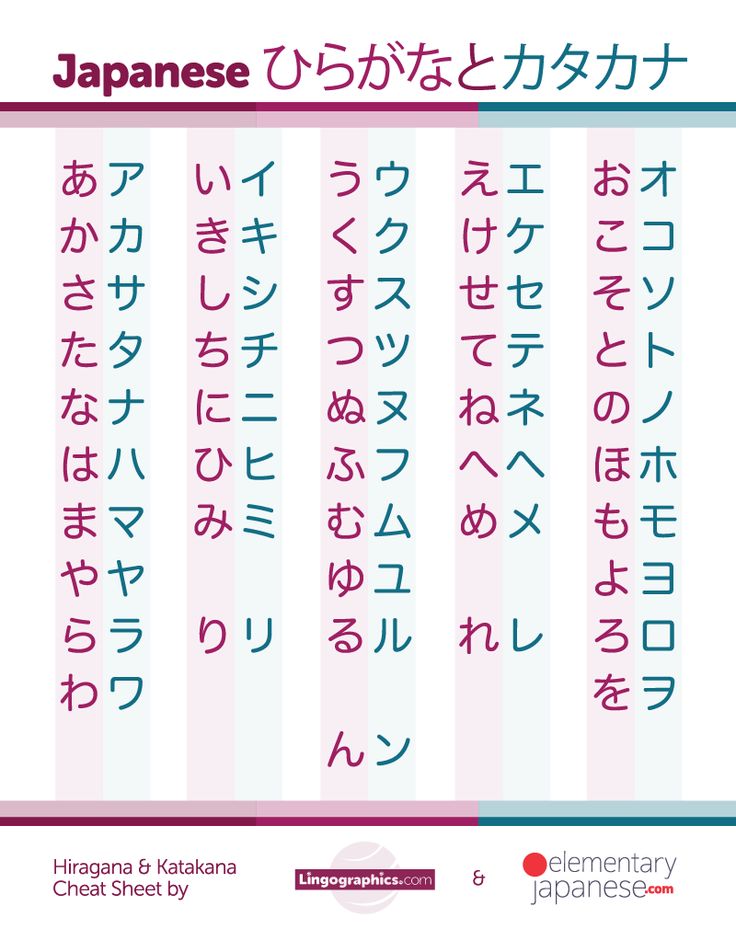 Japanese ひらがなとカタカナ
あア いイ うウ えエ おオ
かカ きキ くク けケ こコ
さサ しシ すス せセ そソ
たタ ちチ つツ てテ とト
なナ にニ ぬヌ ねネ のノ
はハ ひヒ ふフ へヘ ほホ
まマ みミ むム めメ もモ
やヤ ゆユ よヨ
らラ りリ るル れレ ろロ
わワ をヲ
んン
Hiragana & Katakana
Cheat Sheet by
Lingographics.com
&
elementary
japanese.com